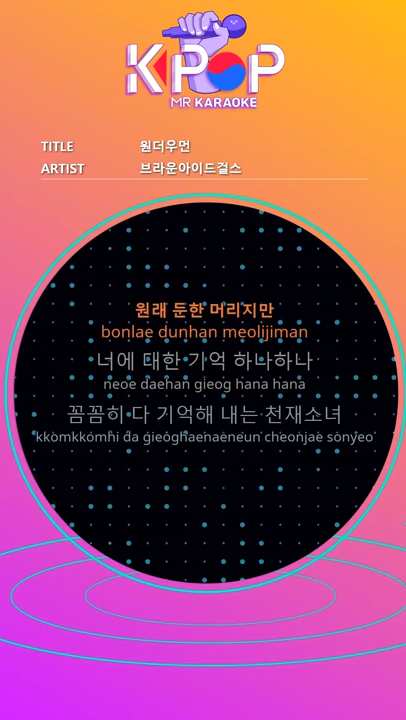 KPOP
MR KARAOKE
TITLE 원더우먼
ARTIST 브라운아이드걸스
원래 둔한 머리지만
bonlae dunhan meolijiman
너에 대한 기억 하나하나
neoe daehan gieog hana hana
꼼꼼히 다 기억해 내는 천재소녀
kkomkkomhi da gieoghaenaeneun cheonjae sonyeo